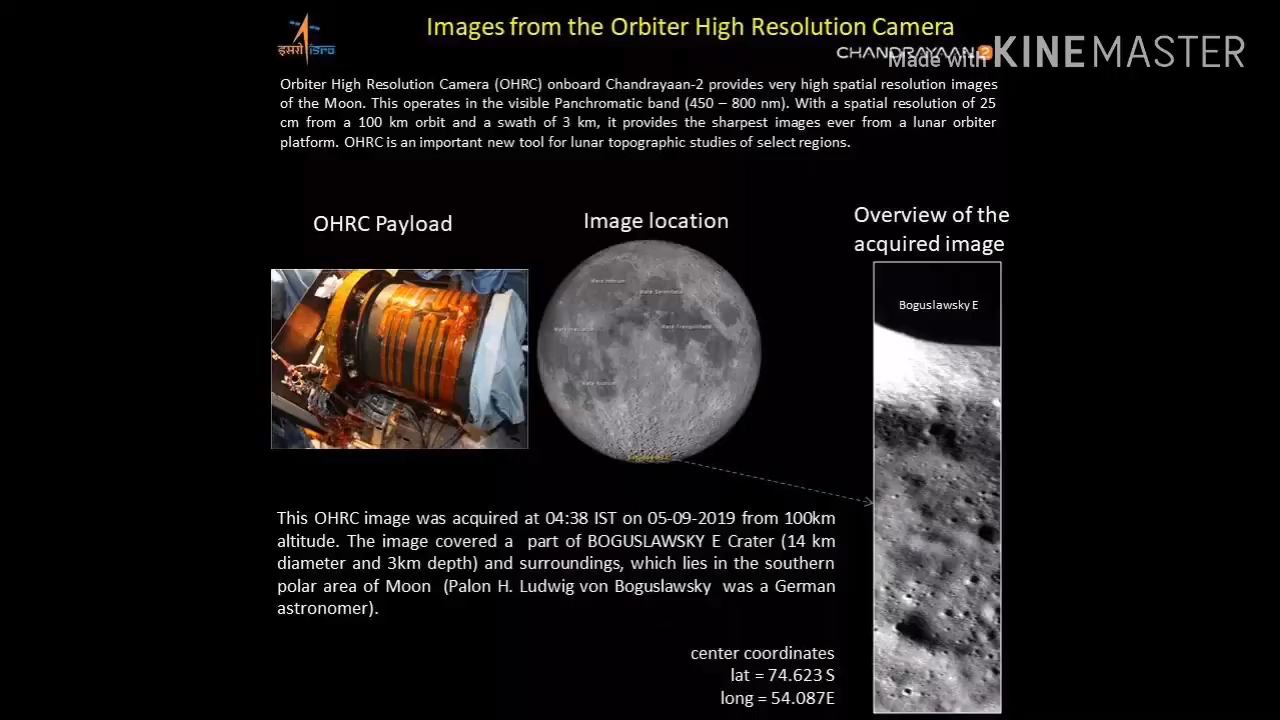 Images from the Orbiter High Resolution Camera
इसरो isro
CHANDRAYAAN 2
Made with KINEMASTER
Orbiter High Resolution Camera (OHRC) onboard Chandrayaan-2 provides very high spatial resolution images
of the Moon. This operates in the visible Panchromatic band (450 – 800 nm). With a spatial resolution of 25
cm from a 100 km orbit and a swath of 3 km, it provides the sharpest images ever from a lunar orbiter
platform. OHRC is an important new tool for lunar topographic studies of select regions.
OHRC Payload
Image location
Overview of the
acquired image
Boguslawsky E
This OHRC image was acquired at 04:38 IST on 05-09-2019 from 100km
altitude. The image covered a part of BOGUSLAWSKY E Crater (14 km
diameter and 3km depth) and surroundings, which lies in the southern
polar area of Moon (Palon H. Ludwig von Boguslawsky was a German
astronomer).
center coordinates
lat = 74.623 S
long = 54.087E